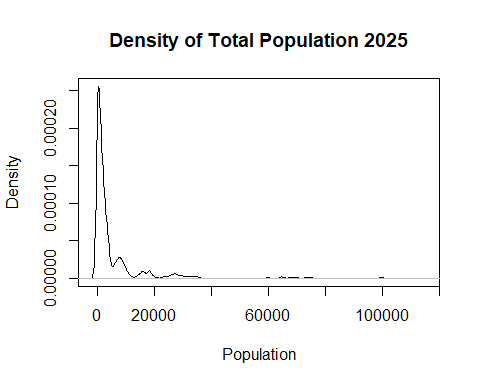 Density of Total Population 2025
Density
0.00020
0.00010
0.00000
0 20000 60000 100000
Population